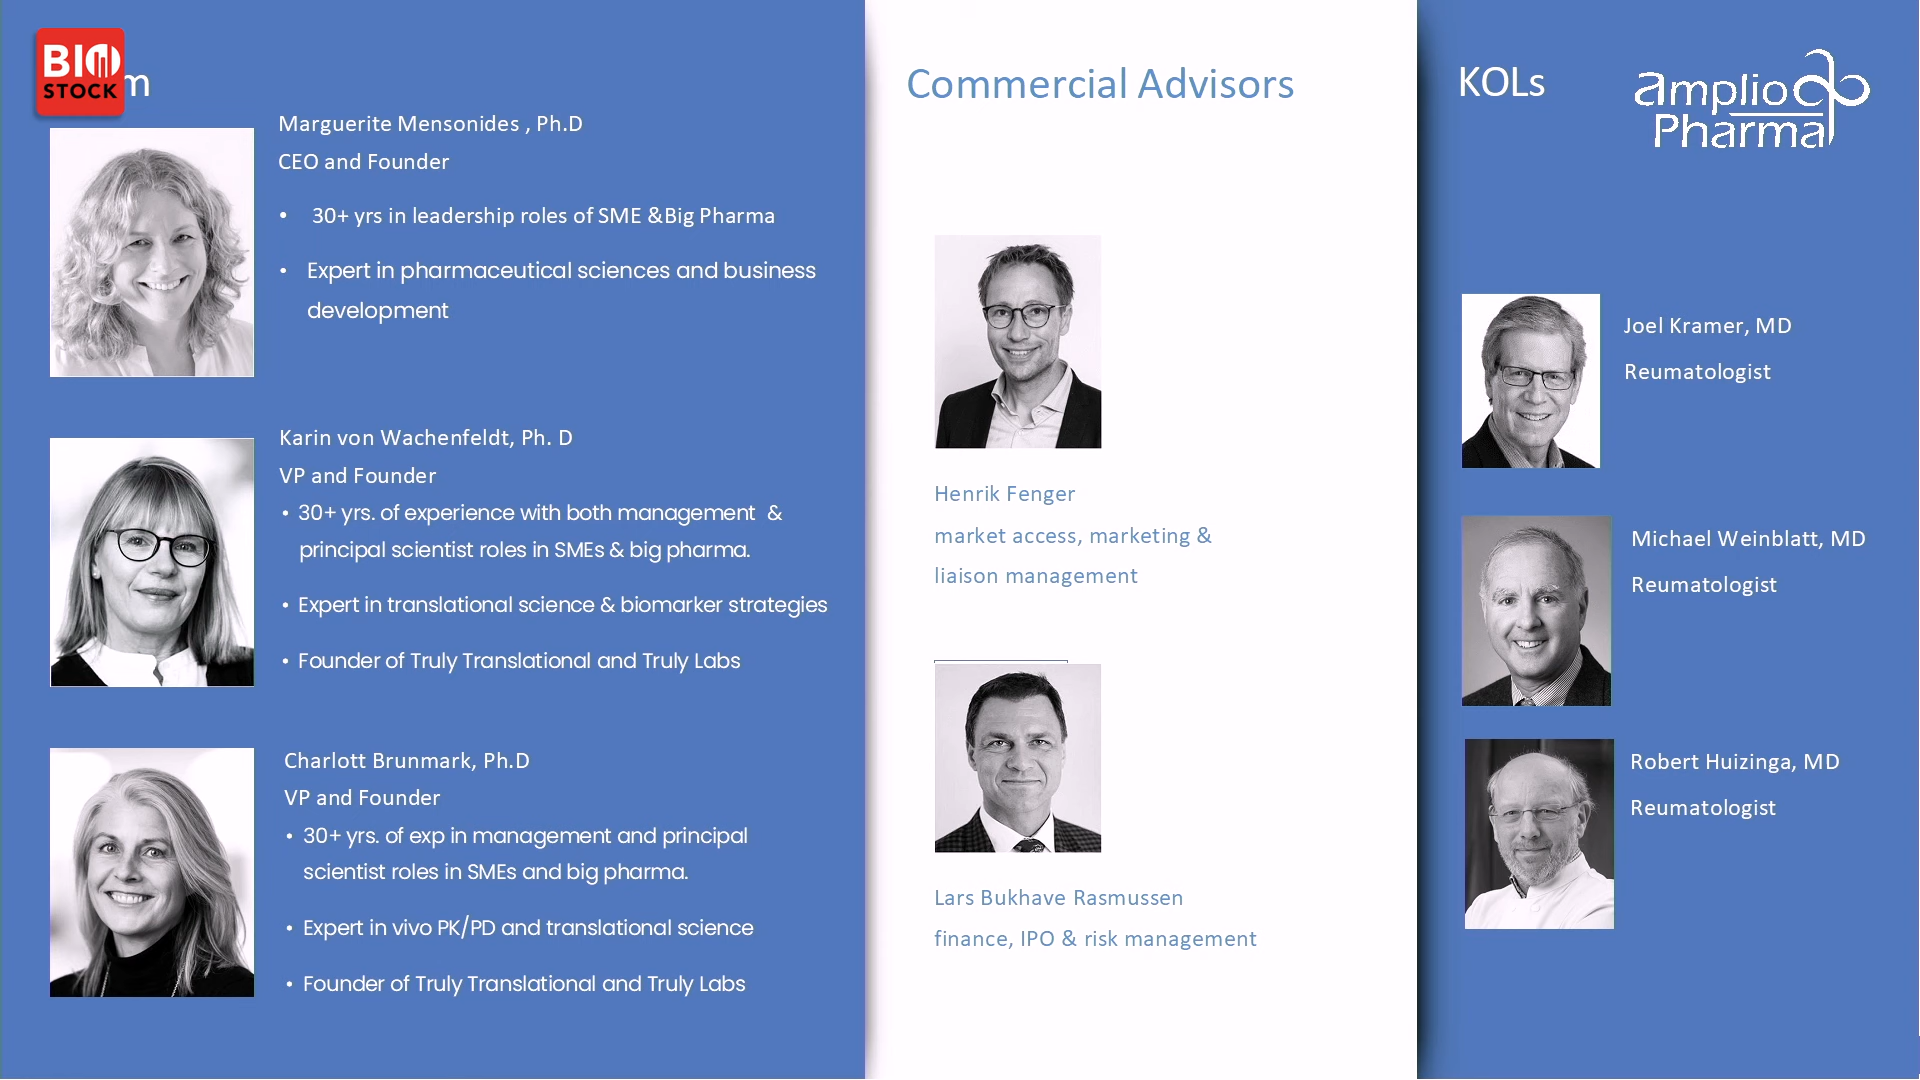 BIO
STOCK
m
Marguerite Mensonides , Ph.D
CEO and Founder
• 30+ yrs in leadership roles of SME &Big Pharma
• Expert in pharmaceutical sciences and business
development
Karin von Wachenfeldt, Ph. D
VP and Founder
• 30+ yrs. of experience with both management &
principal scientist roles in SMEs & big pharma.
• Expert in translational science & biomarker strategies
• Founder of Truly Translational and Truly Labs
Charlott Brunmark, Ph.D
VP and Founder
• 30+ yrs. of exp in management and principal
scientist roles in SMEs and big pharma.
• Expert in vivo PK/PD and translational science
• Founder of Truly Translational and Truly Labs
Commercial Advisors
Henrik Fenger
market access, marketing &
liaison management
Lars Bukhave Rasmussen
finance, IPO & risk management
KOLs
amplio
Pharma
Joel Kramer, MD
Reumatologist
Michael Weinblatt, MD
Reumatologist
Robert Huizinga, MD
Reumatologist